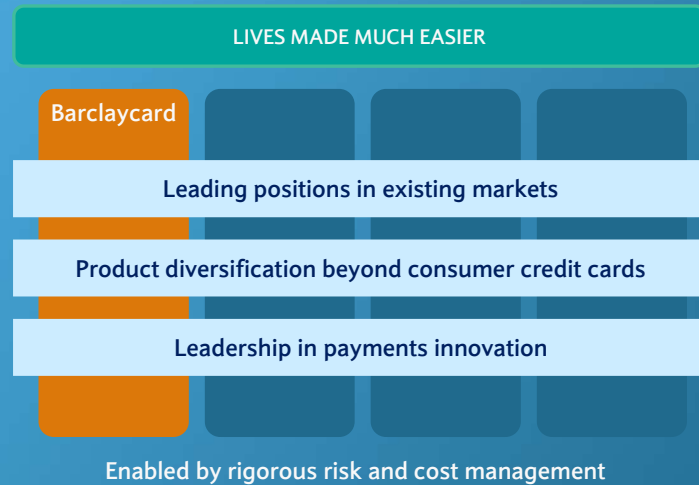 LIVES MADE MUCH EASIER
Barclaycard
Leading positions in existing markets
Product diversification beyond consumer credit cards
Leadership in payments innovation
Enabled by rigorous risk and cost management